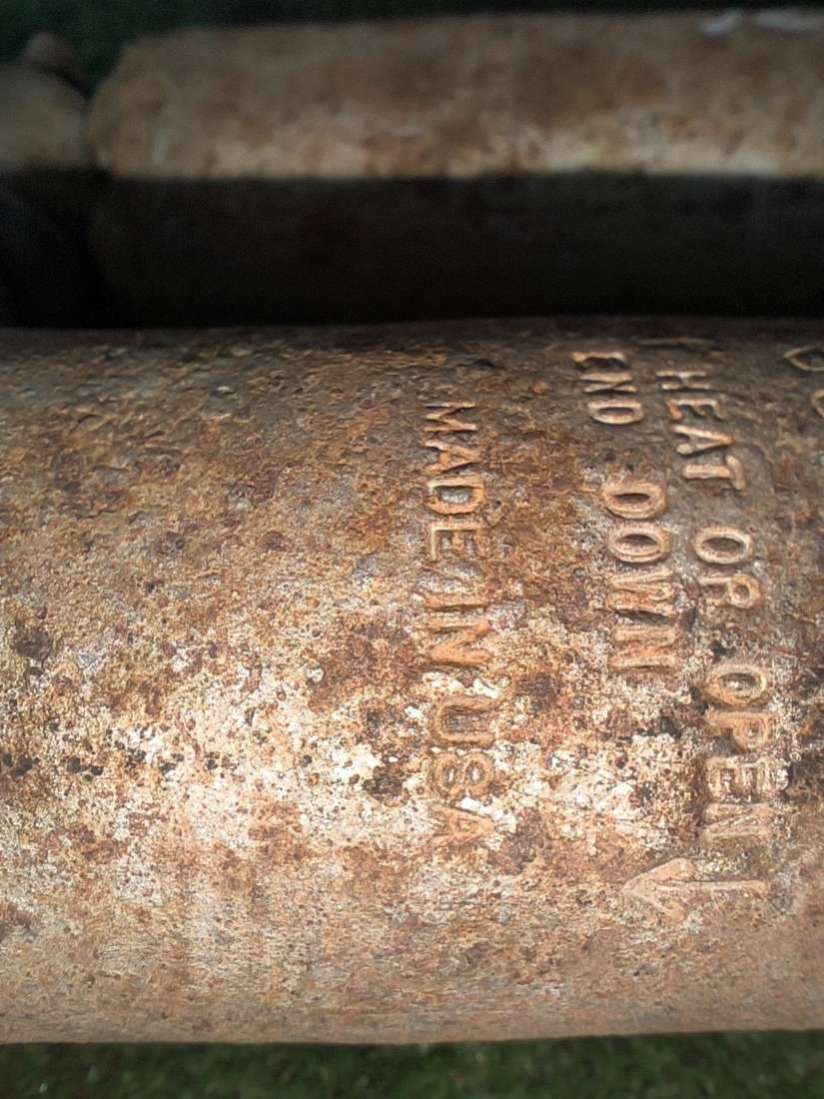 HEAT OR OPEN
END DOWN
MADE IN USA